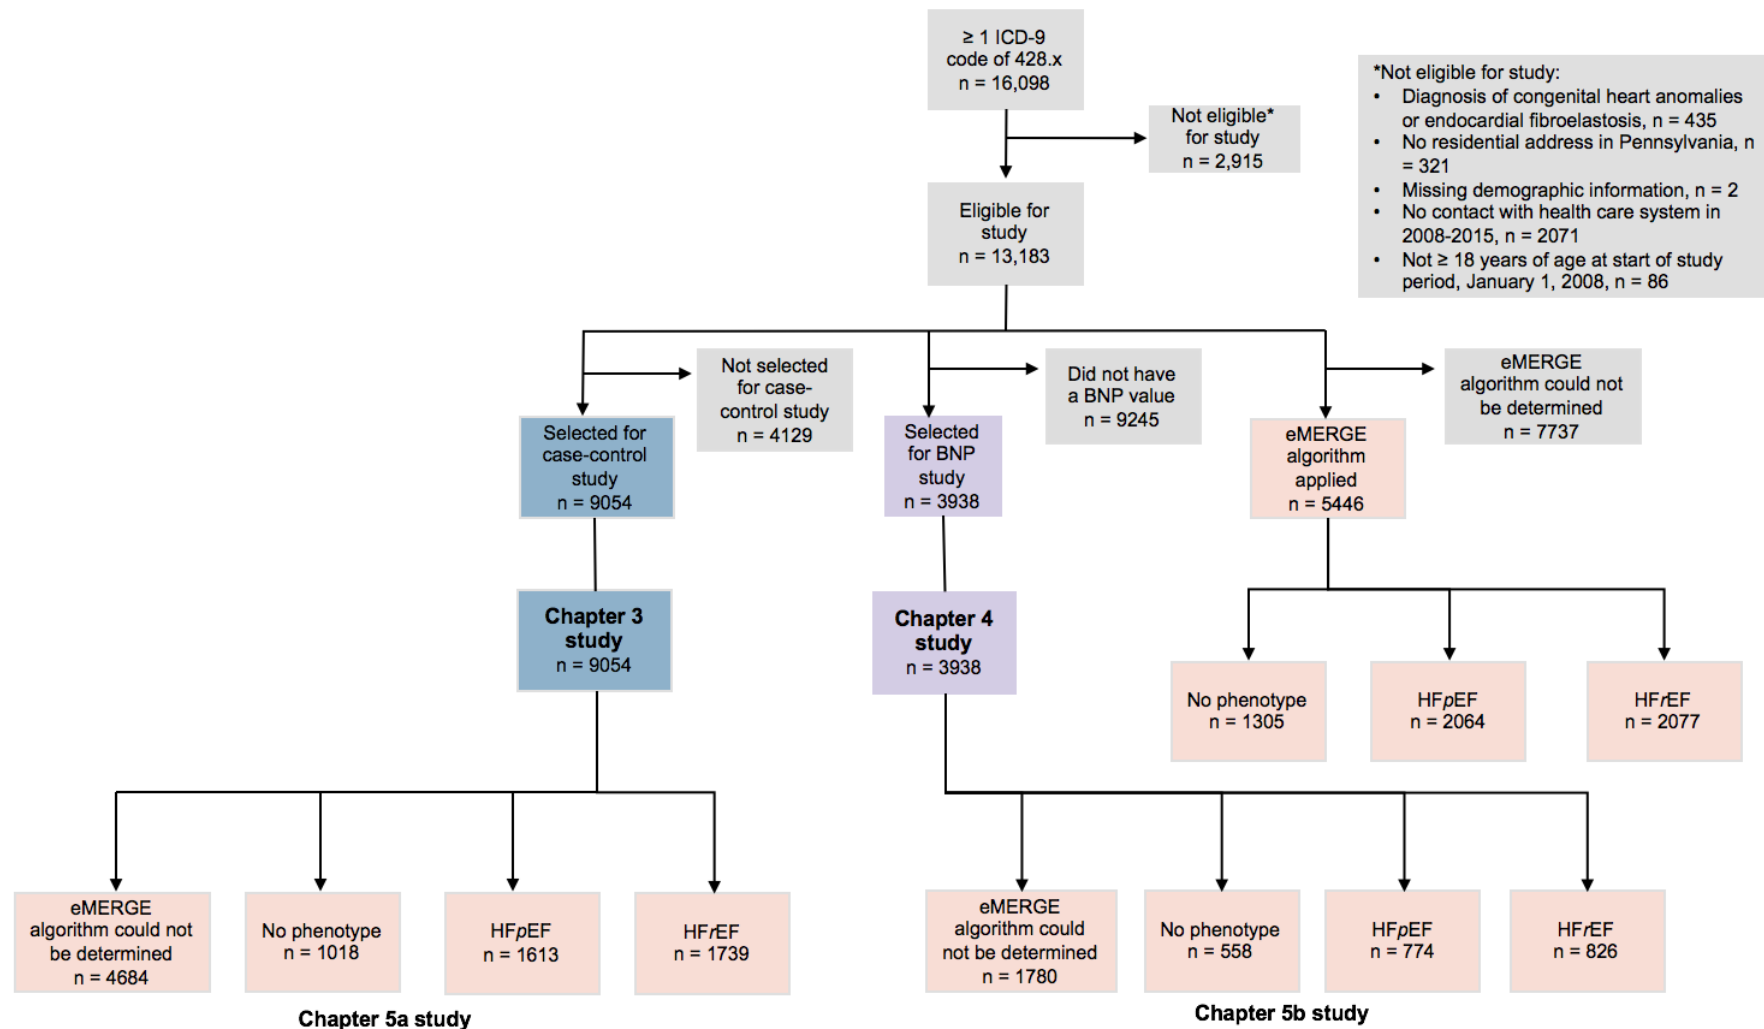 ≥ 1 ICD-9
code of 428.x
n = 16,098
Not eligible*
for study
n = 2,915
*Not eligible for study:
• Diagnosis of congenital heart anomalies
or endocardial fibroelastosis, n = 435
• No residential address in Pennsylvania, n
= 321
• Missing demographic information, n = 2
• No contact with health care system in
2008-2015, n = 2071
• Not ≥ 18 years of age at start of study
period, January 1, 2008, n = 86
Eligible for
study
n = 13,183
Not selected
for case-
control study
n = 4129
Did not have
a BNP value
n = 9245
eMERGE
algorithm could not
be determined
n = 7737
Selected for
case-control
study
n = 9054
Selected
for BNP
study
n = 3938
eMERGE
algorithm
applied
n = 5446
Chapter 3
study
n = 9054
Chapter 4
study
n = 3938
No phenotype
n = 1305
HFpEF
n = 2064
HFrEF
n = 2077
eMERGE
algorithm could not
be determined
n = 4684
No phenotype
n = 1018
HFpEF
n = 1613
HFrEF
n = 1739
eMERGE
algorithm could
not be determined
n = 1780
No phenotype
n = 558
HFpEF
n = 774
HFrEF
n = 826
Chapter 5a study
Chapter 5b study